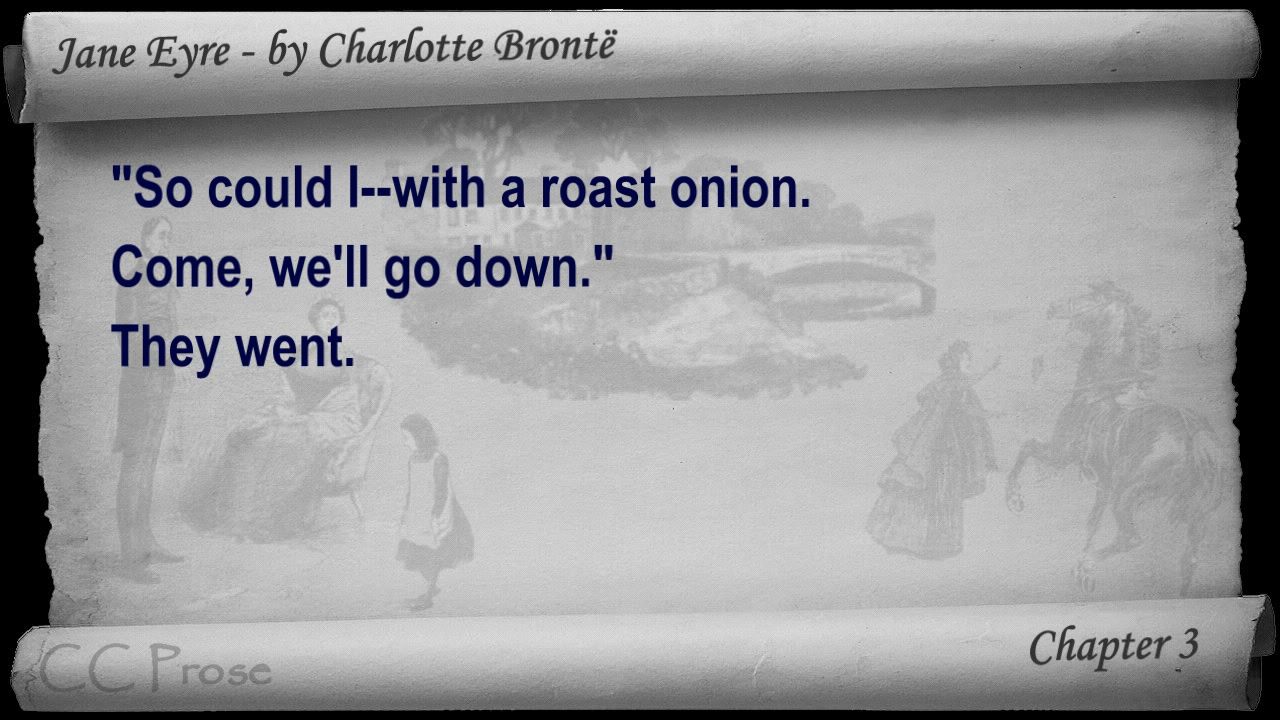 Jane Eyre - by Charlotte Brontë
"So could I--with a roast onion.
Come, we'll go down."
They went.
Chapter 3
CC Prose